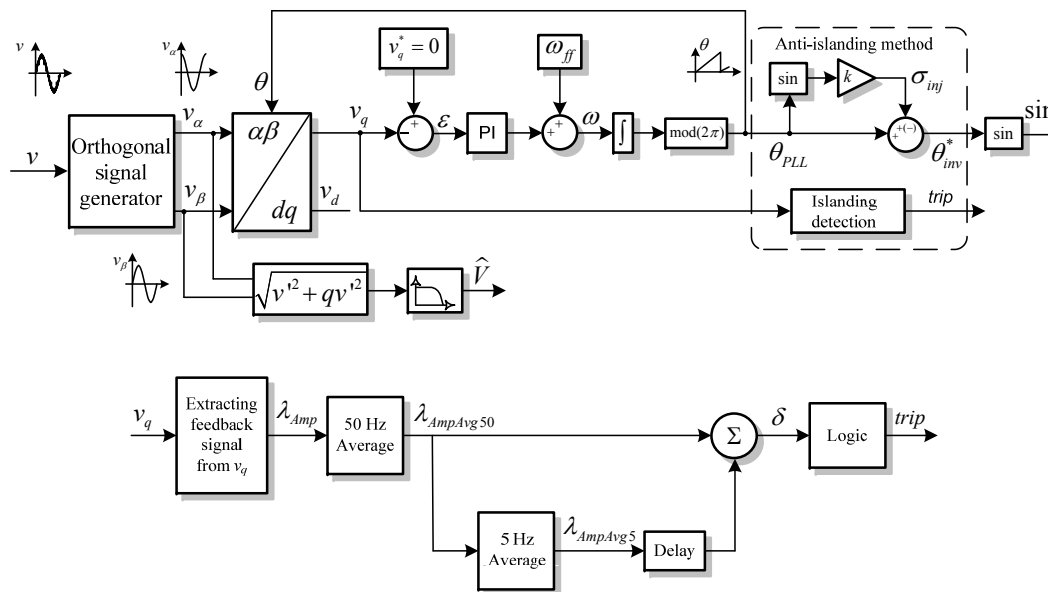 v
v_α
θ
v_q^* = 0
ω_ff
θ
Anti-islanding method
sin
k
σ_inj
v
Orthogonal
signal
generator
v_α
v_β
αβ
dq
v_q
v_d
−
+
ε
PI
+
+
ω
∫
mod(2π)
θ_PLL
+
+(−)
θ_inv^*
sin
sin
Islanding
detection
trip
v_β
√v'² + qv'²
V̂
v_q
Extracting
feedback
signal
from v_q
λ_Amp
50 Hz
Average
λ_AmpAvg50
Σ
δ
Logic
trip
5 Hz
Average
λ_AmpAvg5
Delay